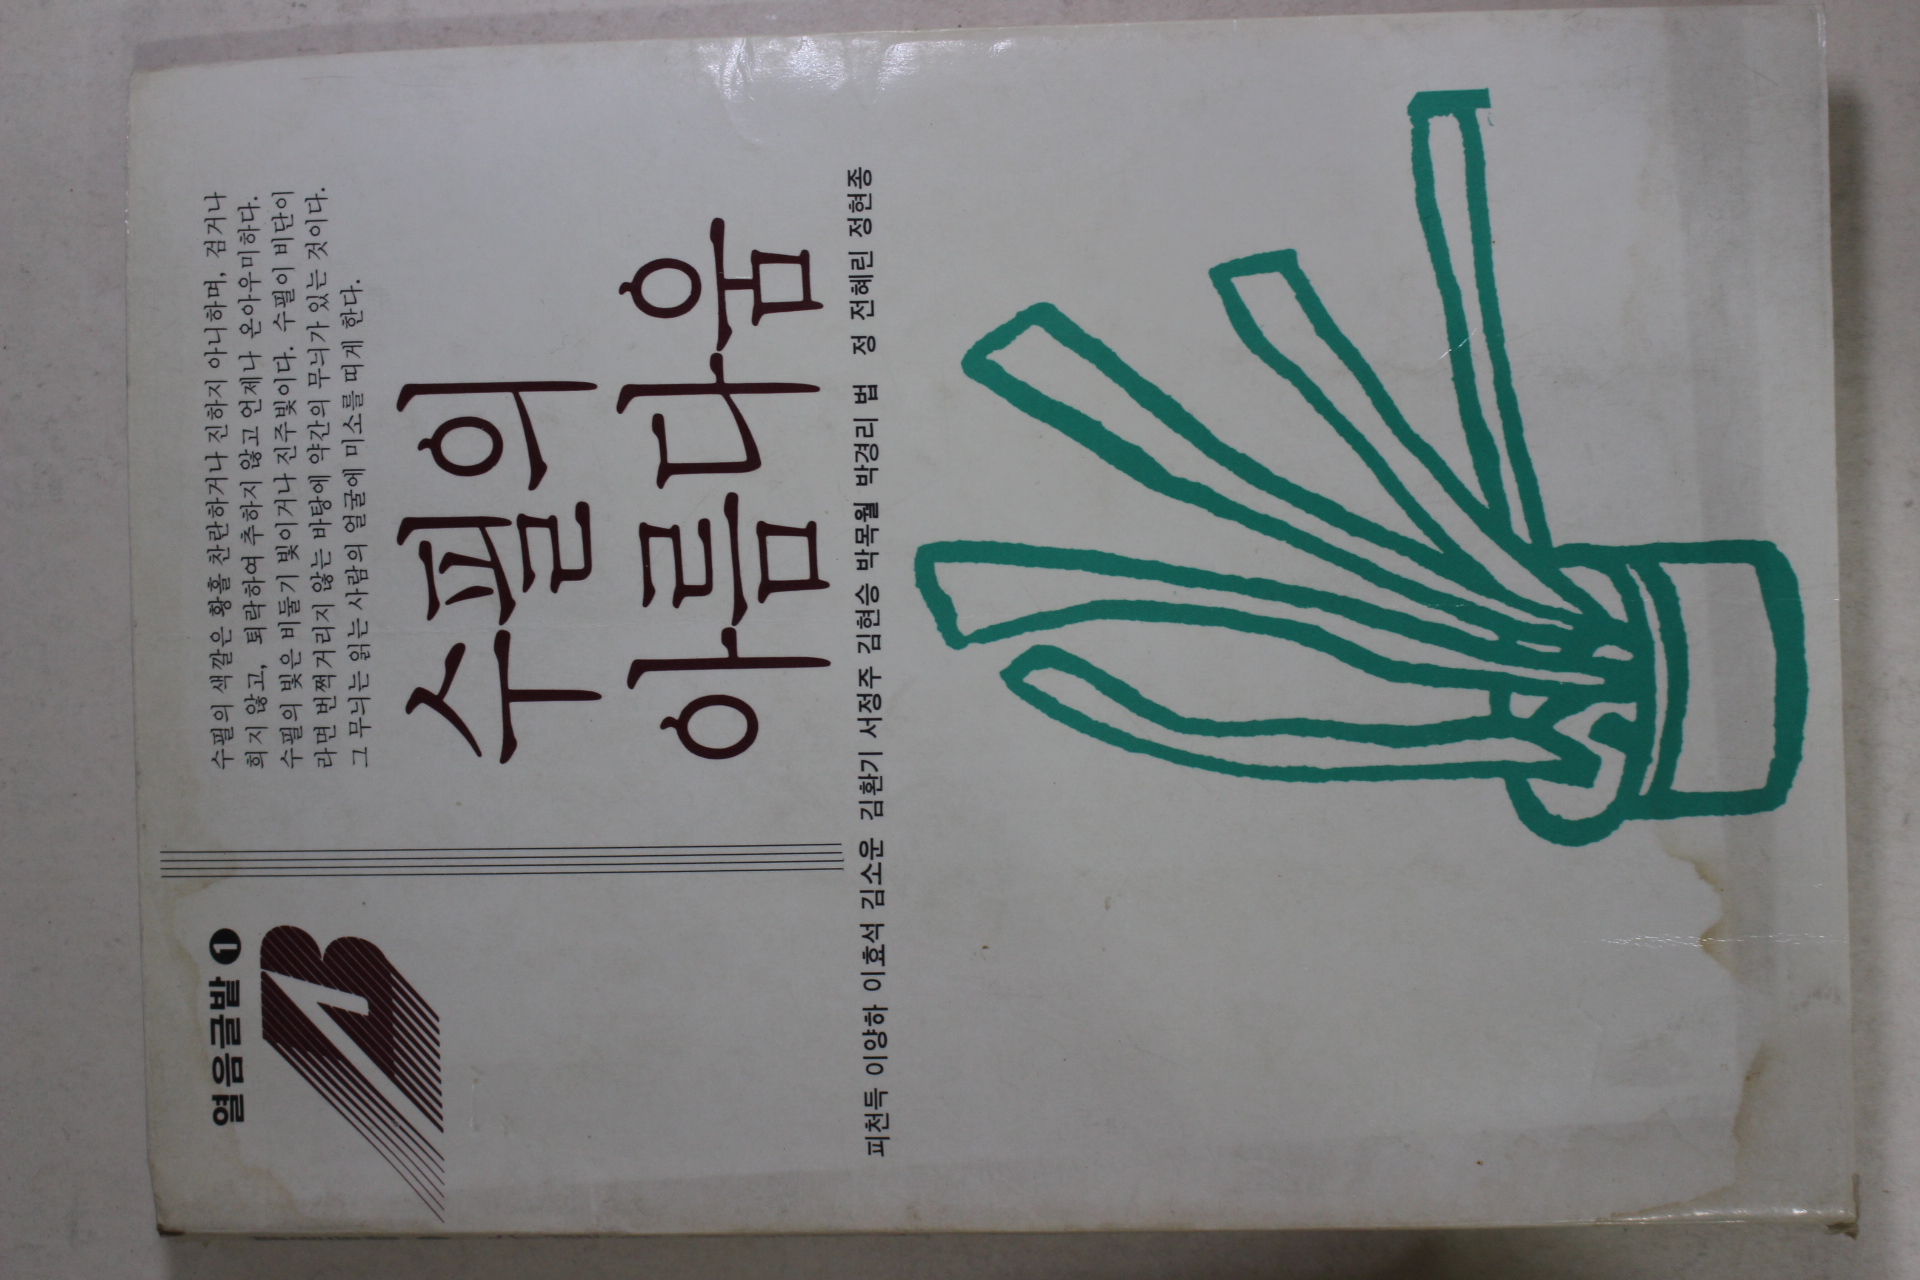 열음글밭 1
수필의 색깔은 황홀 찬란하거나 진하지 아니하며, 검거나
희지 않고, 퇴락하여 추하지 않고 언제나 온아우미하다.
수필의 빛은 비둘기 빛이거나 진주빛이다. 수필이 비단이
라면 번쩍거리지 않는 바탕에 약간의 무늬가 있는 것이다.
그 무늬는 읽는 사람의 얼굴에 미소를 띠게 한다.
수필의
아름다움
피천득 이양하 이효석 김소운 김환기 서정주 김현승 박목월 박경리 법 정 전혜린 정현종